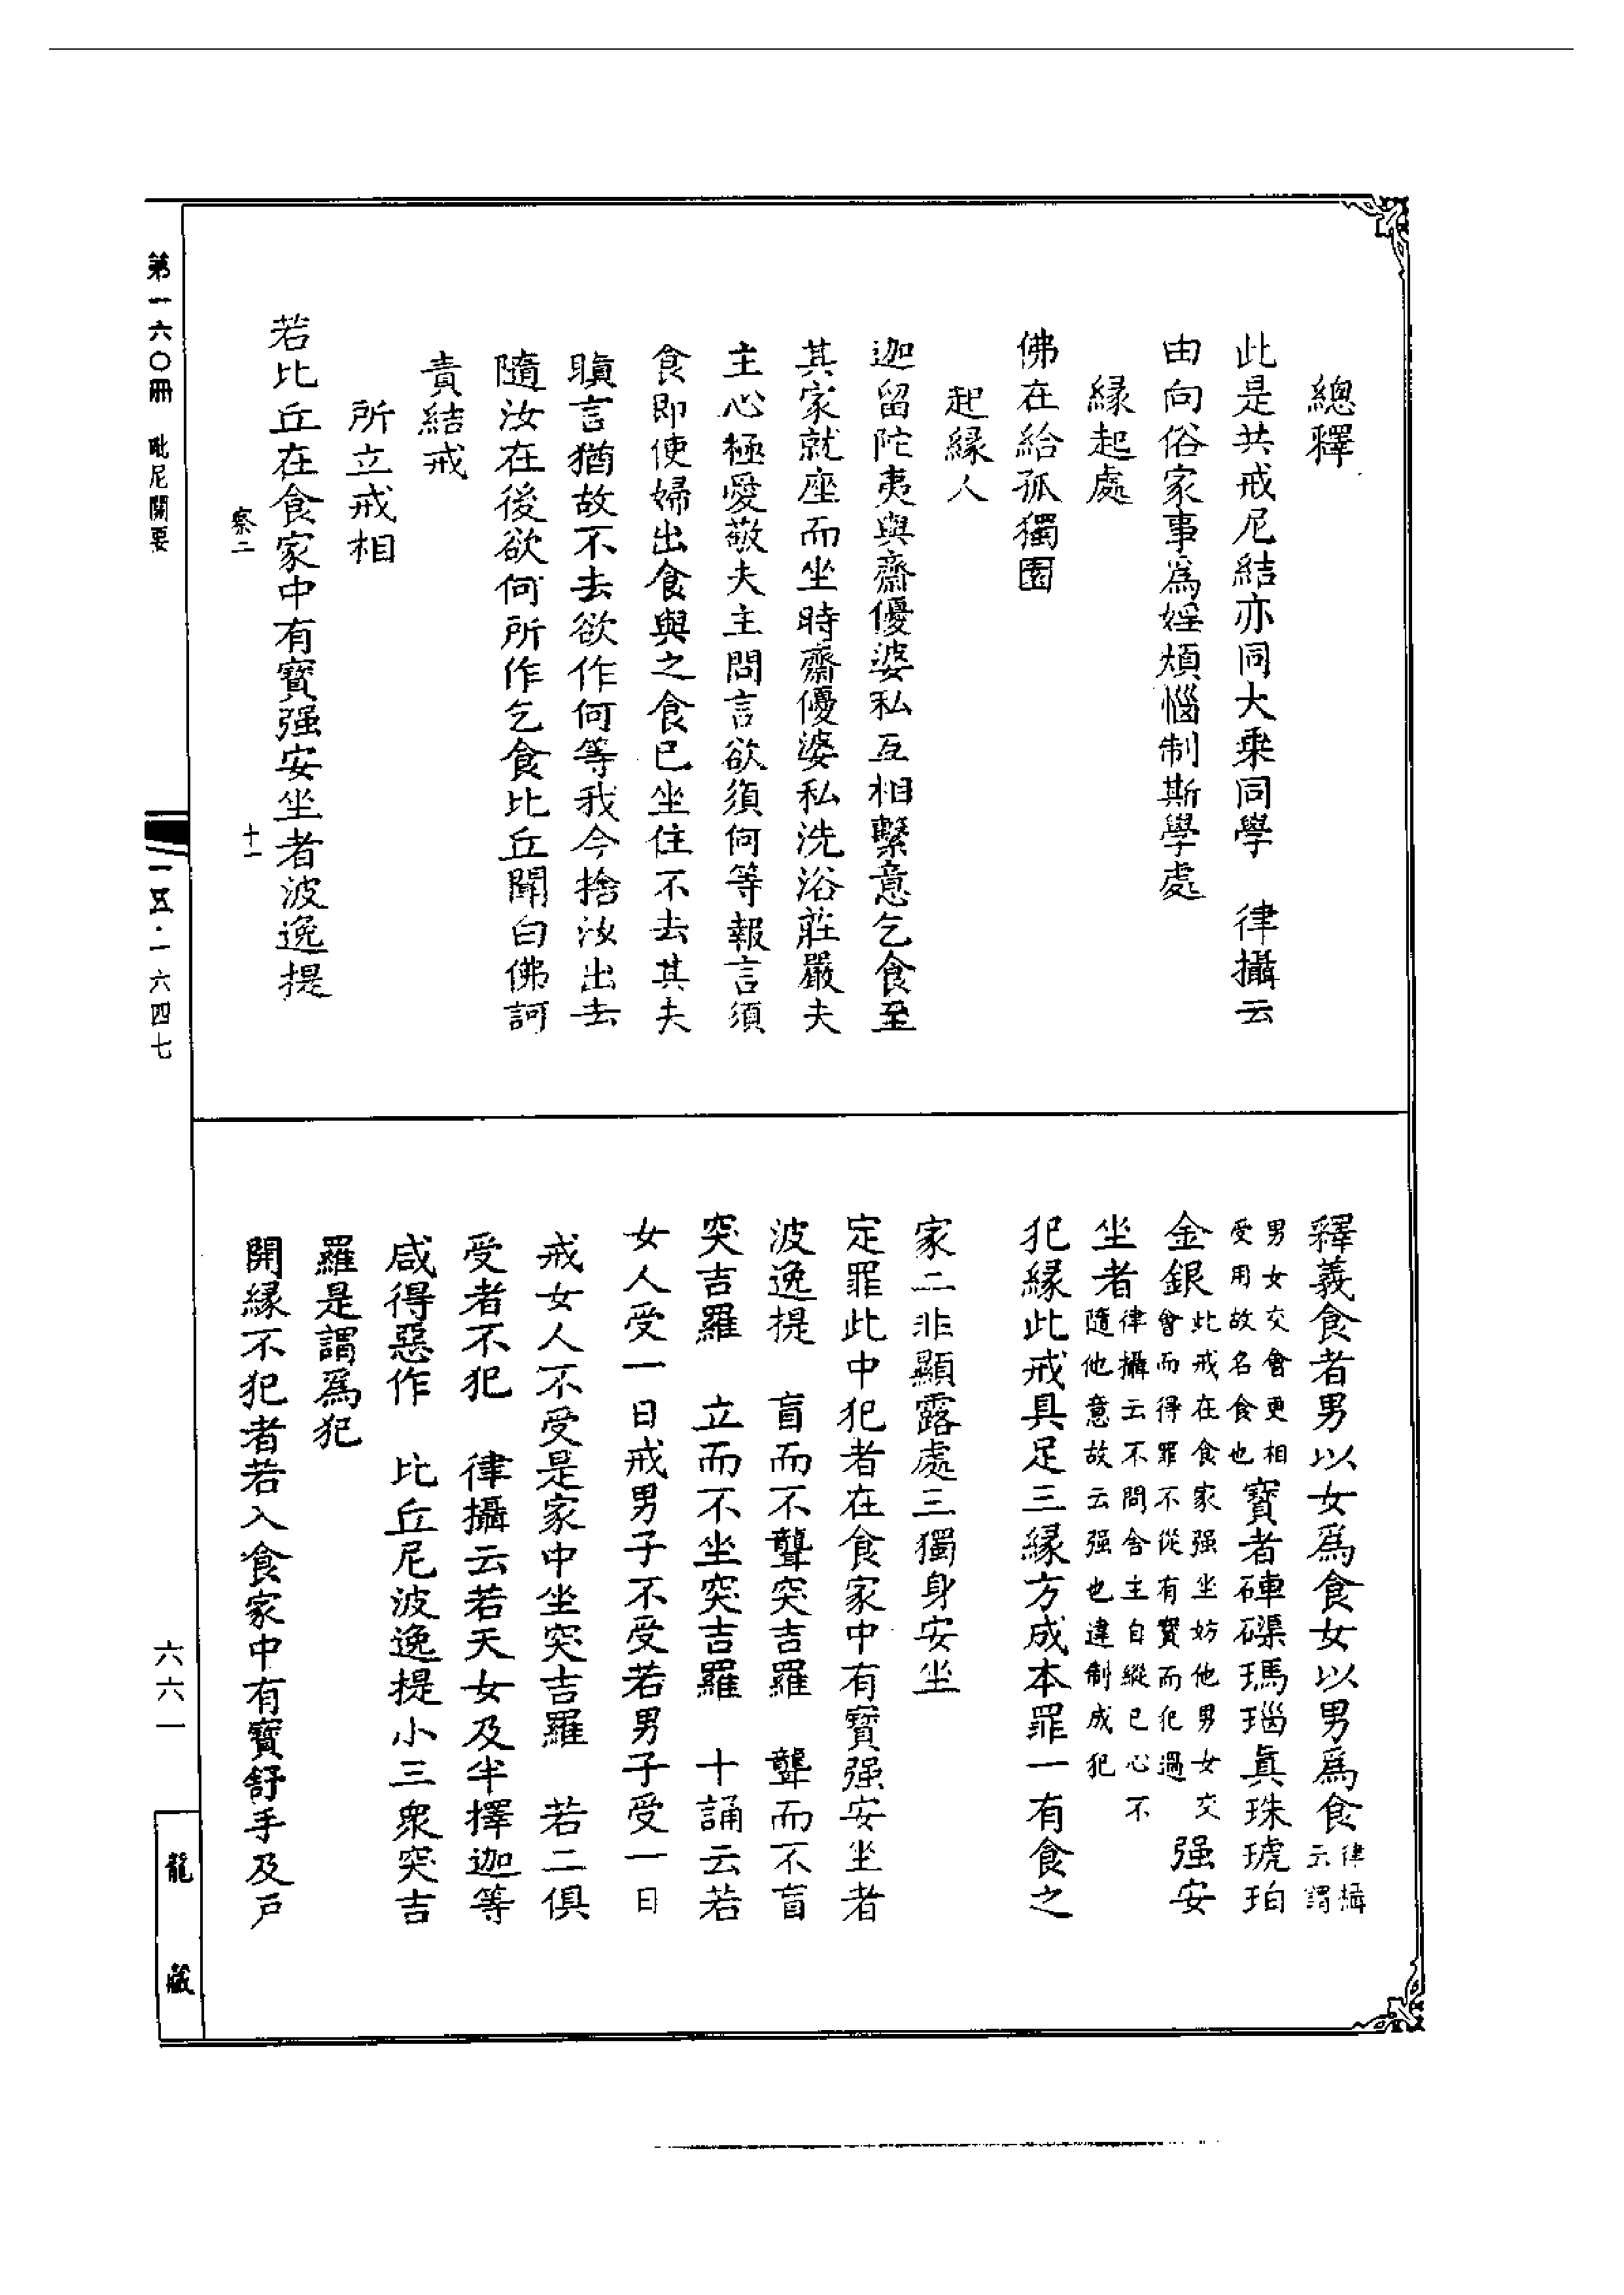 總釋
此是共戒尼結亦同大乘同學　律攝云
由向俗家事爲婬煩惱制斯學處
緣起處
佛在給孤獨園
起緣人
迦留陀夷與齋優婆私互相繫意乞食至
其家就座而坐時齋優婆私洗浴莊嚴夫
主心極愛敬夫主問言欲須何等報言須
食即使婦出食與之食已坐住不去其夫
瞋言猶故不去欲作何等我今捨汝出去
隨汝在後欲何所作乞食比丘聞白佛訶
責結戒
所立戒相
若比丘在食家中有寶强安坐者波逸提
察二
十一
釋義食者男以女爲食女以男爲食律攝云謂
男女交會更相受用故名食也寶者硨磲瑪瑙眞珠琥珀
金銀此戒在食家强坐妨他男女交會而得罪不從有寶而犯過强安
坐者律攝云不問舍主自縱已心不隨他意故云强也違制成犯
犯緣此戒具足三緣方成本罪一有食之
家二非顯露處三獨身安坐
定罪此中犯者在食家中有寶强安坐者
波逸提　盲而不聾突吉羅　聾而不盲
突吉羅　立而不坐突吉羅　十誦云若
女人受一日戒男子不受若男子受一日
戒女人不受是家中坐突吉羅　若二俱
受者不犯　律攝云若天女及半擇迦等
咸得惡作　比丘尼波逸提小三衆突吉
羅是謂爲犯
開緣不犯者若入食家中有寶舒手及戶
第一六〇冊　毗尼關要
一五·一六四七
六六一
龍藏